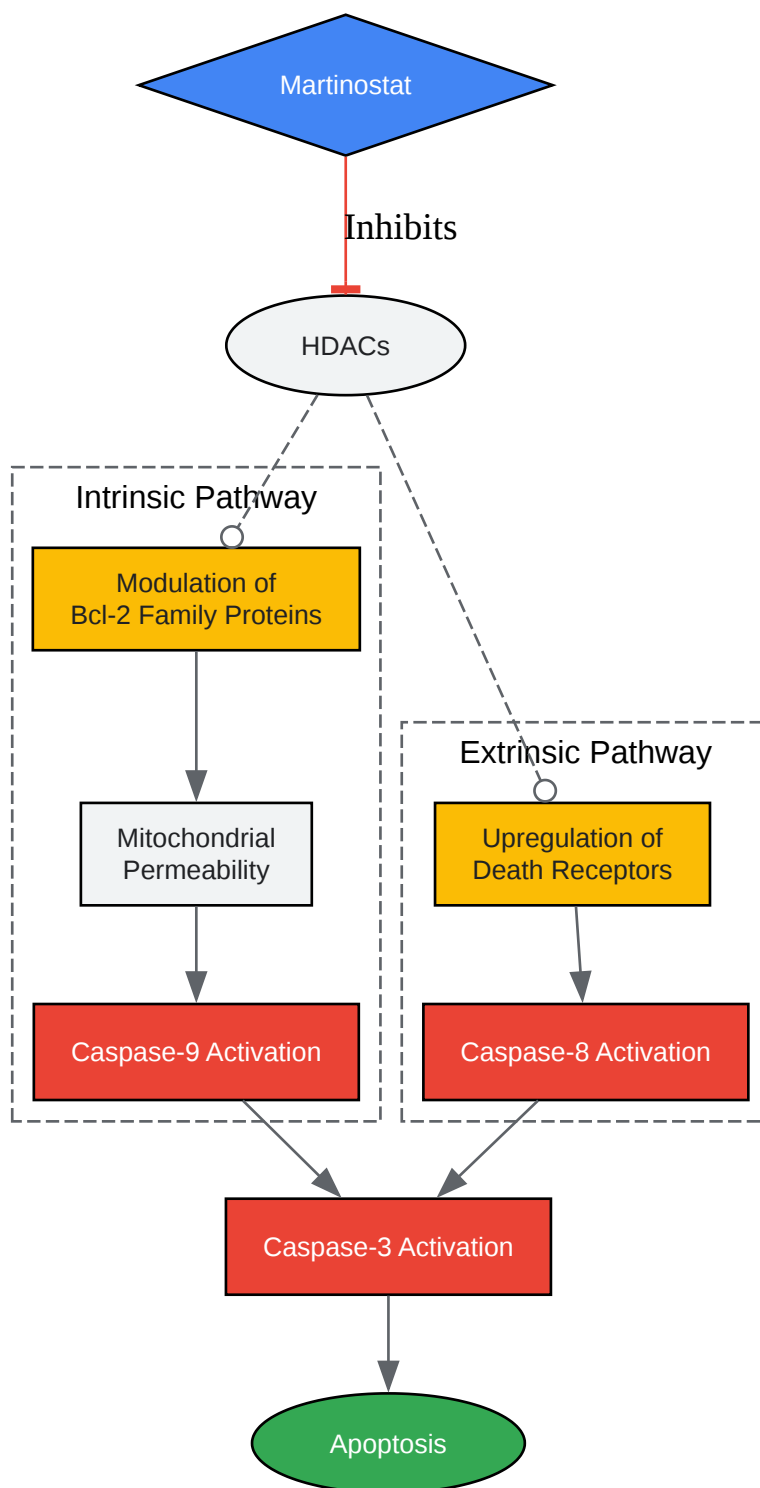 Martinostat
Inhibits
HDACs
Intrinsic Pathway
Modulation of
Bcl-2 Family Proteins
Extrinsic Pathway
Mitochondrial
Permeability
Upregulation of
Death Receptors
Caspase-9 Activation
Caspase-8 Activation
Caspase-3 Activation
Apoptosis